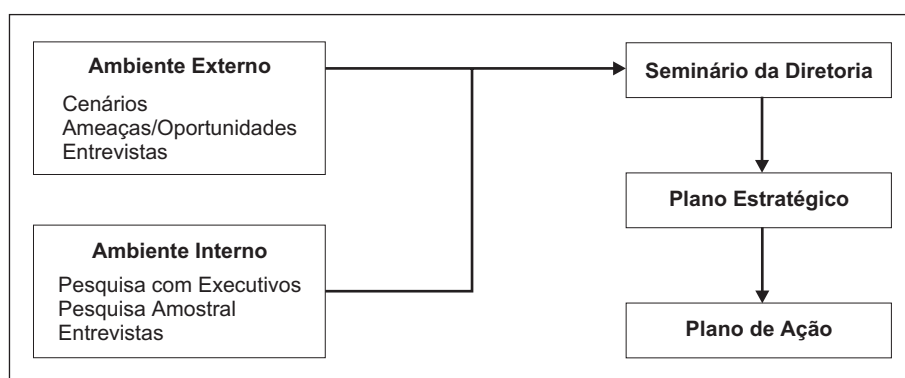 Ambiente Externo
Cenários
Ameaças/Oportunidades
Entrevistas
Ambiente Interno
Pesquisa com Executivos
Pesquisa Amostral
Entrevistas
Seminário da Diretoria
Plano Estratégico
Plano de Ação